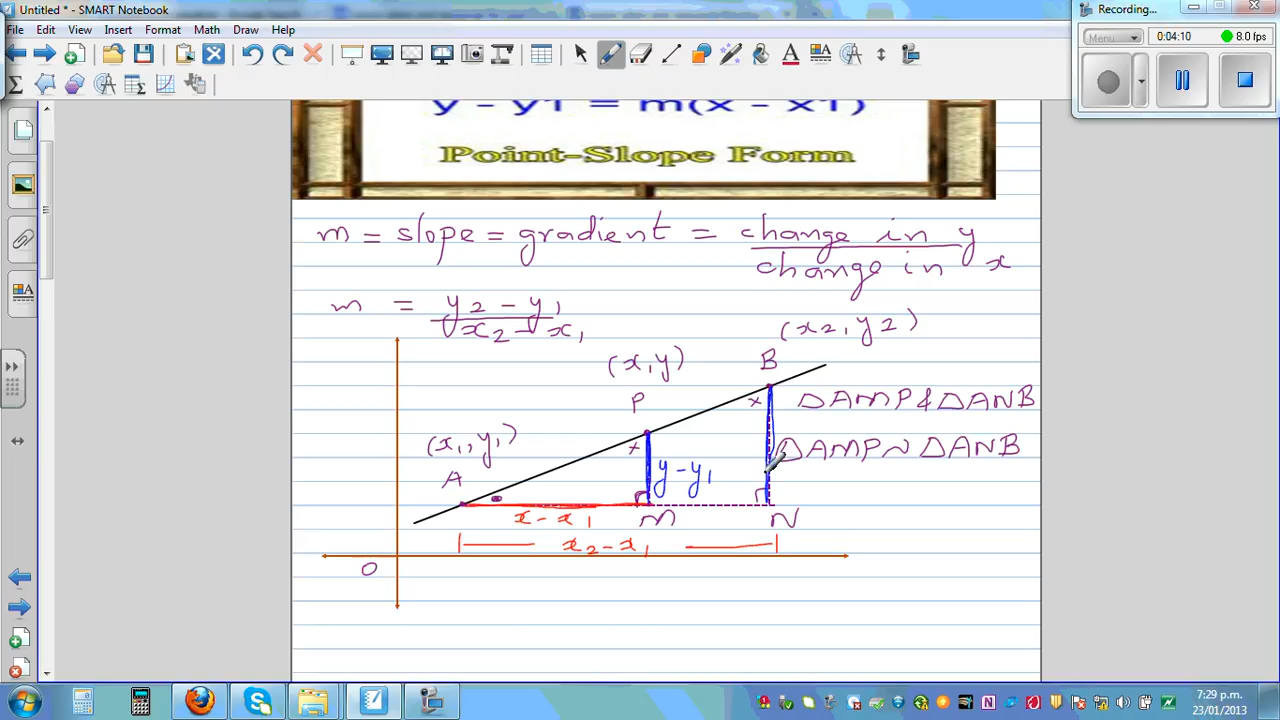 Untitled * - SMART Notebook
Recording...
File Edit View Insert Format Math Draw Help
Menu 0:04:10 8.0 fps
y - y1 = m(x - x1)
Point-Slope Form
m = slope = gradient = change in y
change in x
m = y2 - y1
x2 - x1
(x2, y2)
(x, y)
B
P
x
ΔAMP & ΔANB
(x1, y1)
x
ΔAMP ~ ΔANB
A
y - y1
x - x1
M
N
x2 - x1
O
7:29 p.m.
23/01/2013